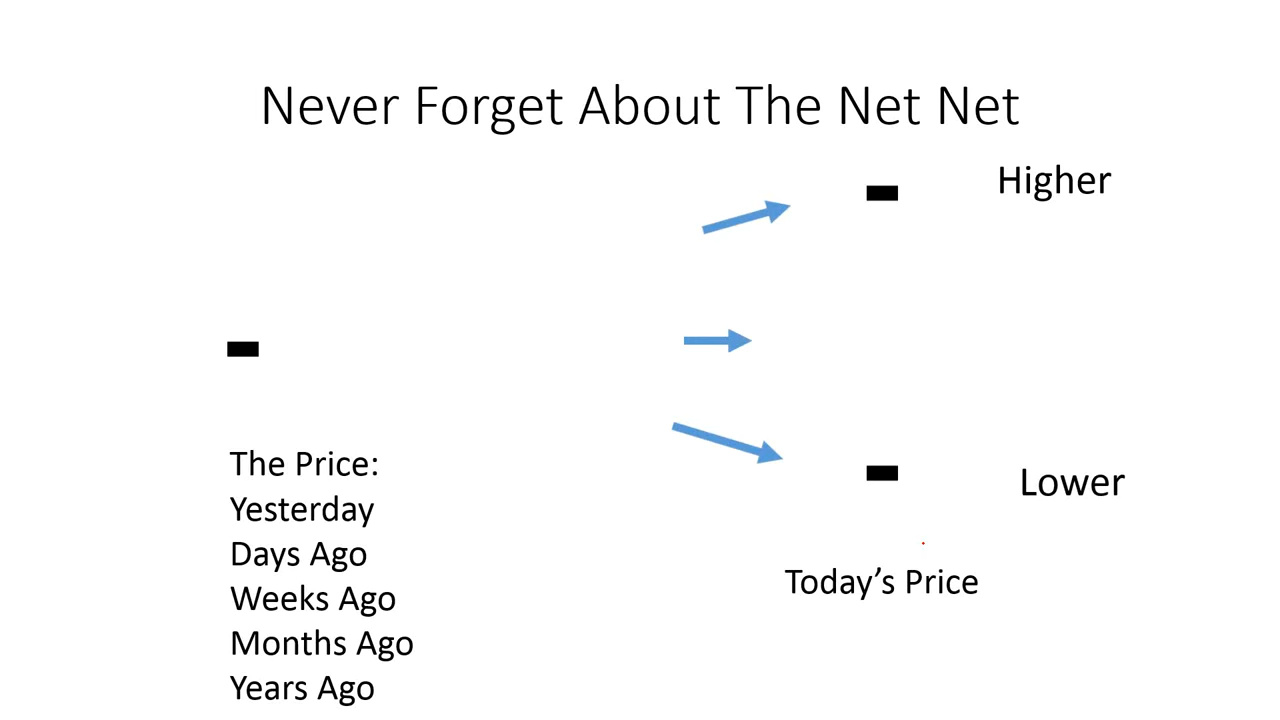 Never Forget About The Net Net
Higher
The Price:
Yesterday
Days Ago
Weeks Ago
Months Ago
Years Ago
Lower
Today’s Price